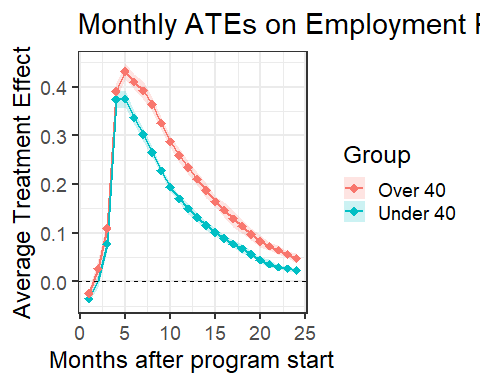 Monthly ATEs on Employment
Average Treatment Effect
0.4
0.3
0.2
0.1
0.0
0 5 10 15 20 25
Months after program start
Group
Over 40
Under 40